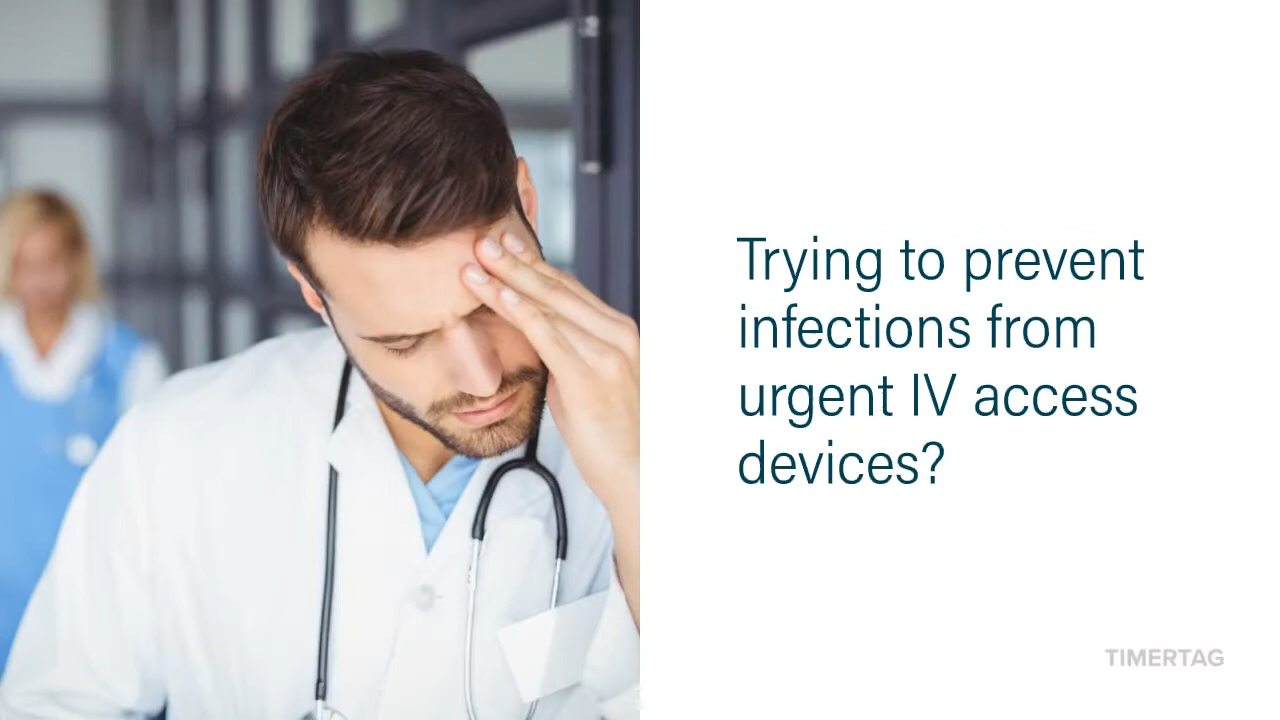 Trying to prevent
infections from
urgent IV access
devices?
TIMERTAG